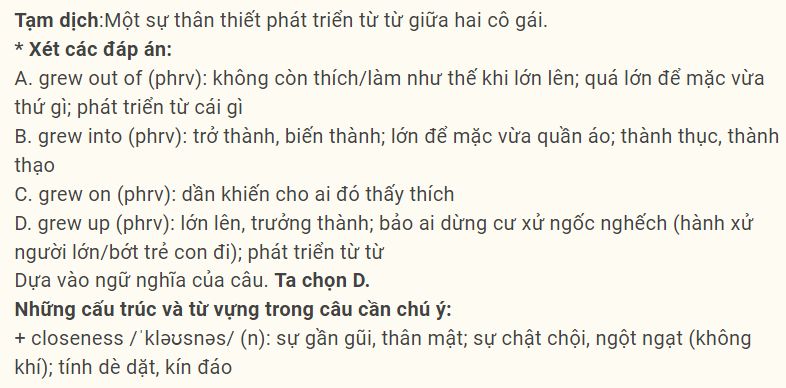 Tạm dịch:Một sự thân thiết phát triển từ từ giữa hai cô gái.
* Xét các đáp án:
A. grew out of (phrv): không còn thích/làm như thế khi lớn lên; quá lớn để mặc vừa
thứ gì; phát triển từ cái gì
B. grew into (phrv): trở thành, biến thành; lớn để mặc vừa quần áo; thành thục, thành
thạo
C. grew on (phrv): dần khiến cho ai đó thấy thích
D. grew up (phrv): lớn lên, trưởng thành; bảo ai dừng cư xử ngốc nghếch (hành xử
người lớn/bớt trẻ con đi); phát triển từ từ
Dựa vào ngữ nghĩa của câu. Ta chọn D.
Những cấu trúc và từ vựng trong câu cần chú ý:
+ closeness /ˈkləʊsnəs/ (n): sự gần gũi, thân mật; sự chật chội, ngột ngạt (không
khí); tính dè dặt, kín đáo